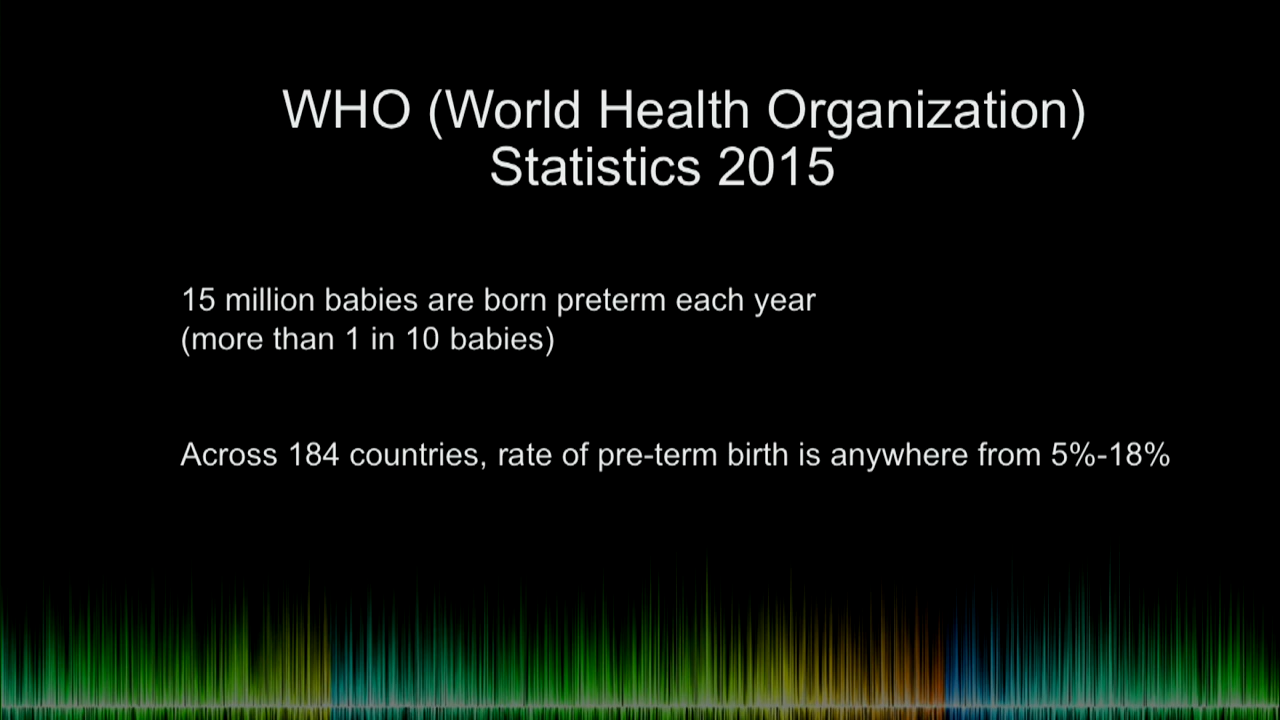 WHO (World Health Organization)
Statistics 2015
15 million babies are born preterm each year
(more than 1 in 10 babies)
Across 184 countries, rate of pre-term birth is anywhere from 5%-18%